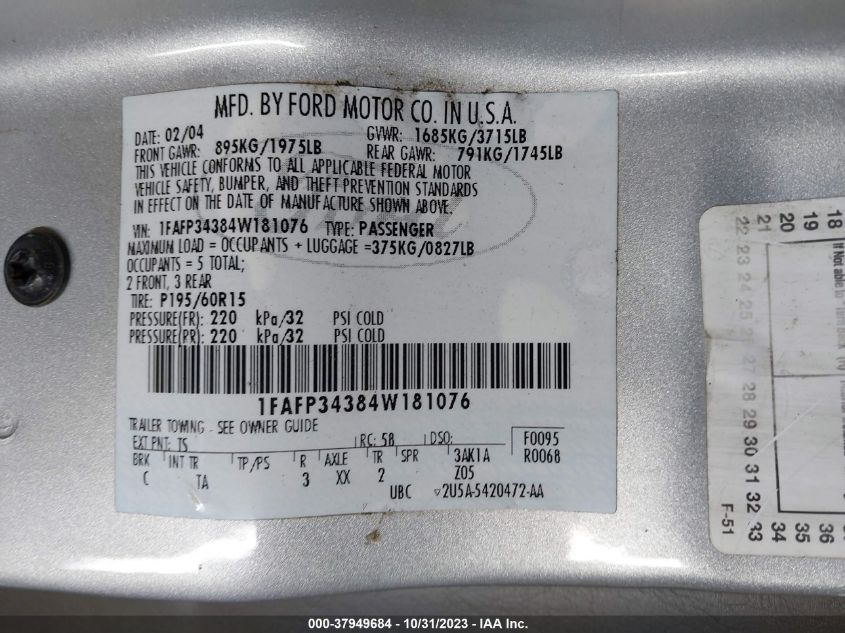 MFD. BY FORD MOTOR CO. IN U.S.A.
DATE: 02/04 GVWR: 1685KG/3715LB
FRONT GAWR: 895KG/1975LB REAR GAWR: 791KG/1745LB
THIS VEHICLE CONFORMS TO ALL APPLICABLE FEDERAL MOTOR
VEHICLE SAFETY, BUMPER, AND THEFT PREVENTION STANDARDS
IN EFFECT ON THE DATE OF MANUFACTURE SHOWN ABOVE.
VIN: 1FAFP34384W181076 TYPE: PASSENGER
MAXIMUM LOAD = OCCUPANTS + LUGGAGE =375KG/0827LB
OCCUPANTS = 5 TOTAL;
2 FRONT, 3 REAR
TIRE: P195/60R15
PRESSURE(FR): 220 kPa/32 PSI COLD
PRESSURE(RR): 220 kPa/32 PSI COLD
1FAFP34384W181076
TRAILER TOWING - SEE OWNER GUIDE
EXT PNT: TS RC: 58 DSO: F0095
BRK INT TR TP/PS R AXLE TR SPR 3AK1A R0068
C TA 3 XX 2 Z05
UBC ▽2U5A-5420472-AA
18
19
20
21
22 23 24 25 26 27 28 29 30 31 32 33
34
35
36
If Not able to
F-51
000-37949684 - 10/31/2023 - IAA Inc.